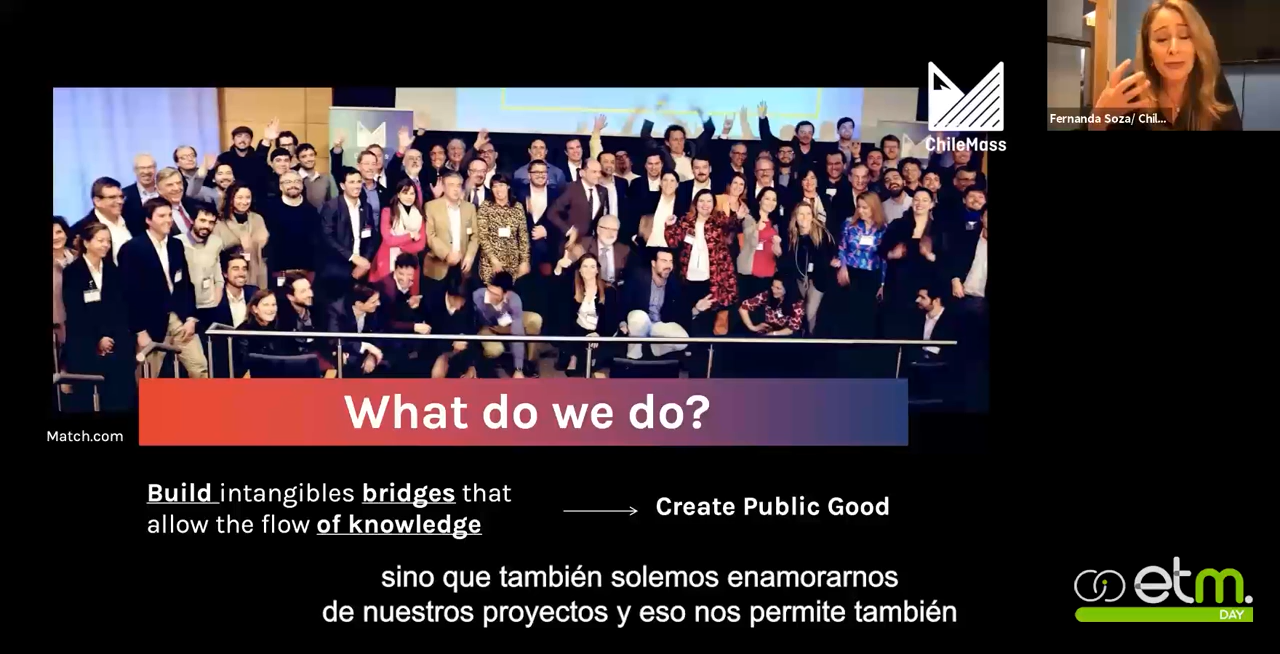 ChileMass
Fernanda Soza/ Chil...
What do we do?
Match.com
Build intangibles bridges that
allow the flow of knowledge
Create Public Good
sino que también solemos enamorarnos
de nuestros proyectos y eso nos permite también
etm.
DAY